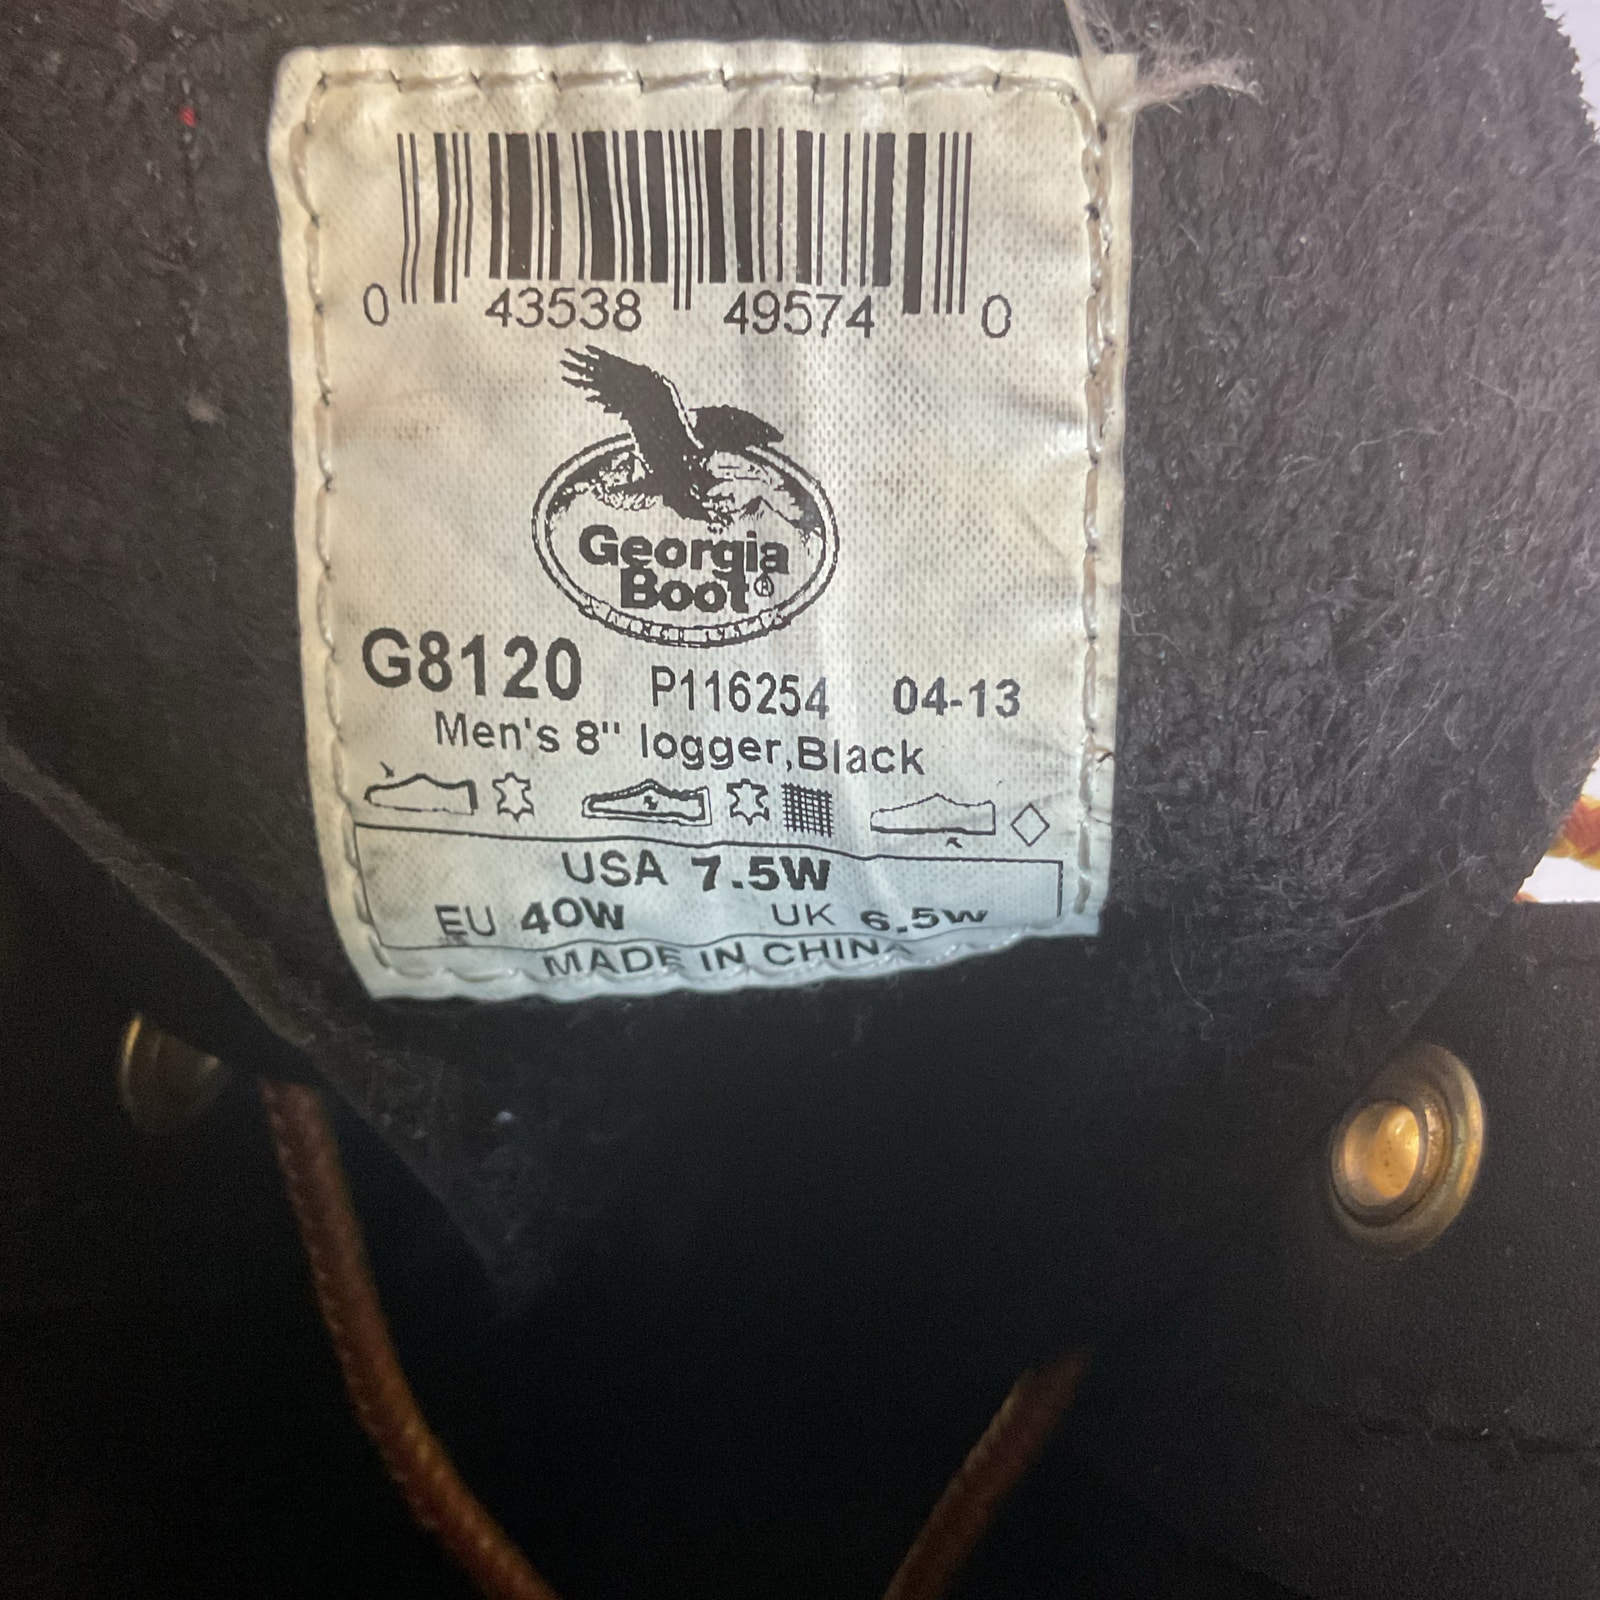 0 43538 49574 0
Georgia
Boot®
G8120 P116254 04-13
Men's 8" logger,Black
USA 7.5W
EU 40W UK 6.5W
MADE IN CHINA